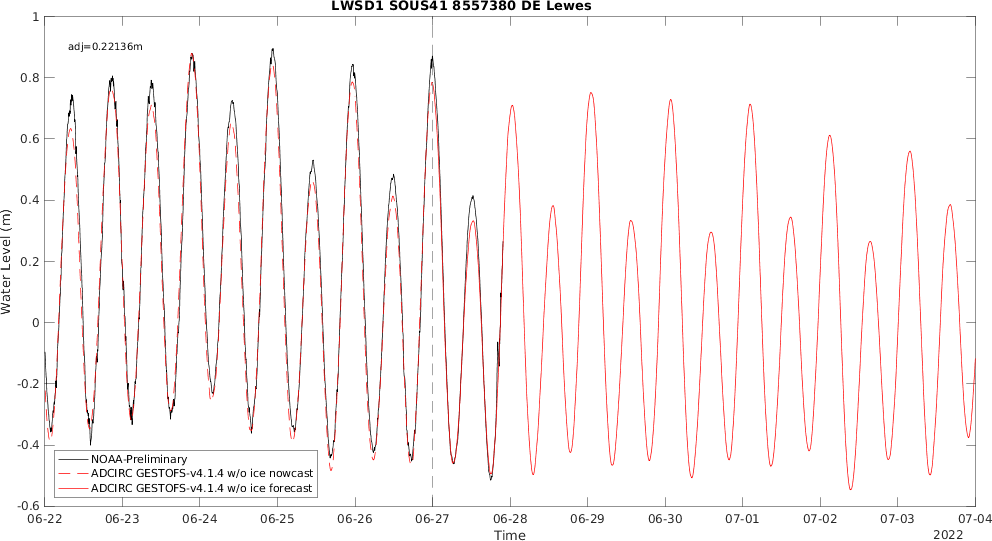 LWSD1 SOUS41 8557380 DE Lewes
adj=0.22136m
1
0.8
0.6
0.4
0.2
0
-0.2
-0.4
-0.6
Water Level (m)
NOAA-Preliminary
ADCIRC GESTOFS-v4.1.4 w/o ice nowcast
ADCIRC GESTOFS-v4.1.4 w/o ice forecast
06-22 06-23 06-24 06-25 06-26 06-27 06-28 06-29 06-30 07-01 07-02 07-03 07-04
Time
2022